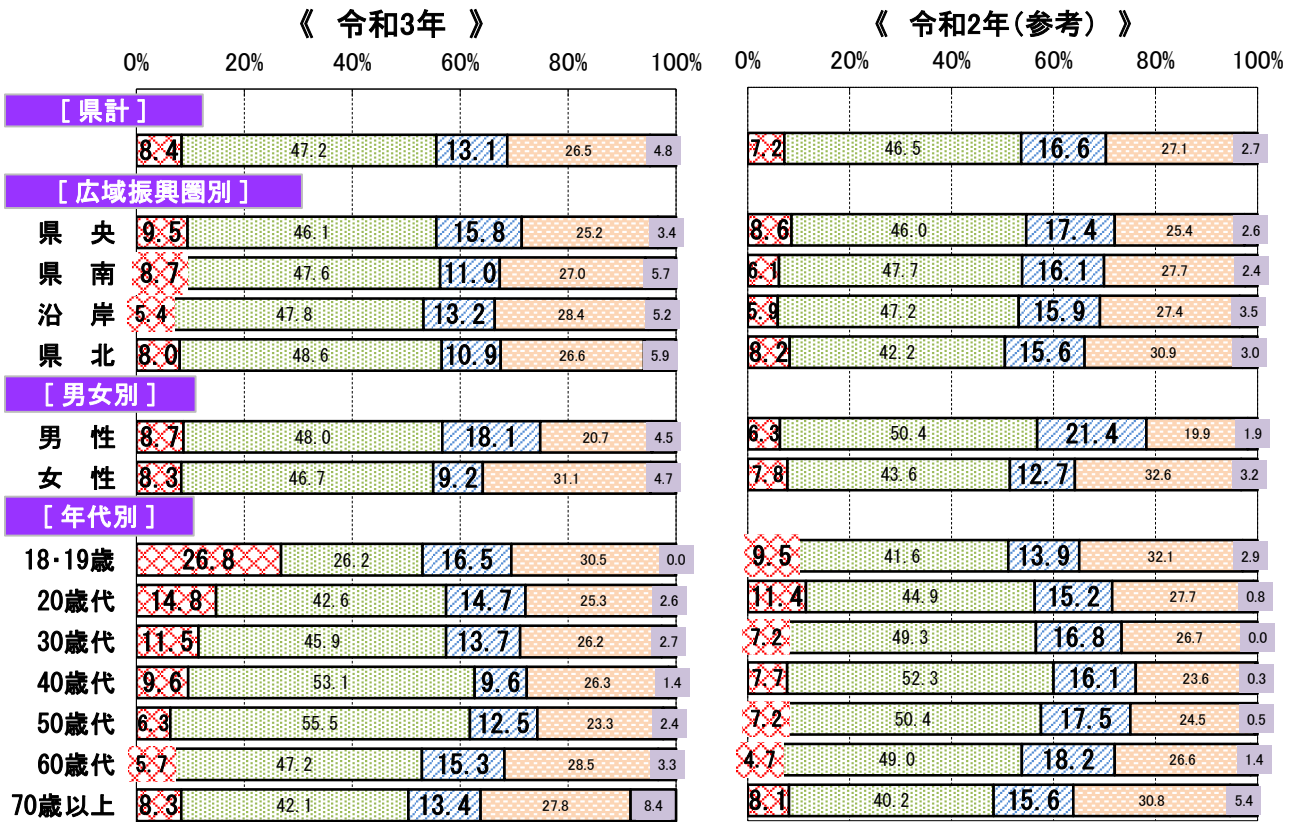 《 令和3年 》 《 令和2年(参考) 》
0% 20% 40% 60% 80% 100% 0% 20% 40% 60% 80% 100%
[ 県計 ]
8.4 47.2 13.1 26.5 4.8 7.2 46.5 16.6 27.1 2.7
[ 広域振興圏別 ]
県 央 9.5 46.1 15.8 25.2 3.4 8.6 46.0 17.4 25.4 2.6
県 南 8.7 47.6 11.0 27.0 5.7 6.1 47.7 16.1 27.7 2.4
沿 岸 5.4 47.8 13.2 28.4 5.2 5.9 47.2 15.9 27.4 3.5
県 北 8.0 48.6 10.9 26.6 5.9 8.2 42.2 15.6 30.9 3.0
[ 男女別 ]
男 性 8.7 48.0 18.1 20.7 4.5 6.3 50.4 21.4 19.9 1.9
女 性 8.3 46.7 9.2 31.1 4.7 7.8 43.6 12.7 32.6 3.2
[ 年代別 ]
18・19歳 26.8 26.2 16.5 30.5 0.0 9.5 41.6 13.9 32.1 2.9
20歳代 14.8 42.6 14.7 25.3 2.6 11.4 44.9 15.2 27.7 0.8
30歳代 11.5 45.9 13.7 26.2 2.7 7.2 49.3 16.8 26.7 0.0
40歳代 9.6 53.1 9.6 26.3 1.4 7.7 52.3 16.1 23.6 0.3
50歳代 6.3 55.5 12.5 23.3 2.4 7.2 50.4 17.5 24.5 0.5
60歳代 5.7 47.2 15.3 28.5 3.3 4.7 49.0 18.2 26.6 1.4
70歳以上 8.3 42.1 13.4 27.8 8.4 8.1 40.2 15.6 30.8 5.4